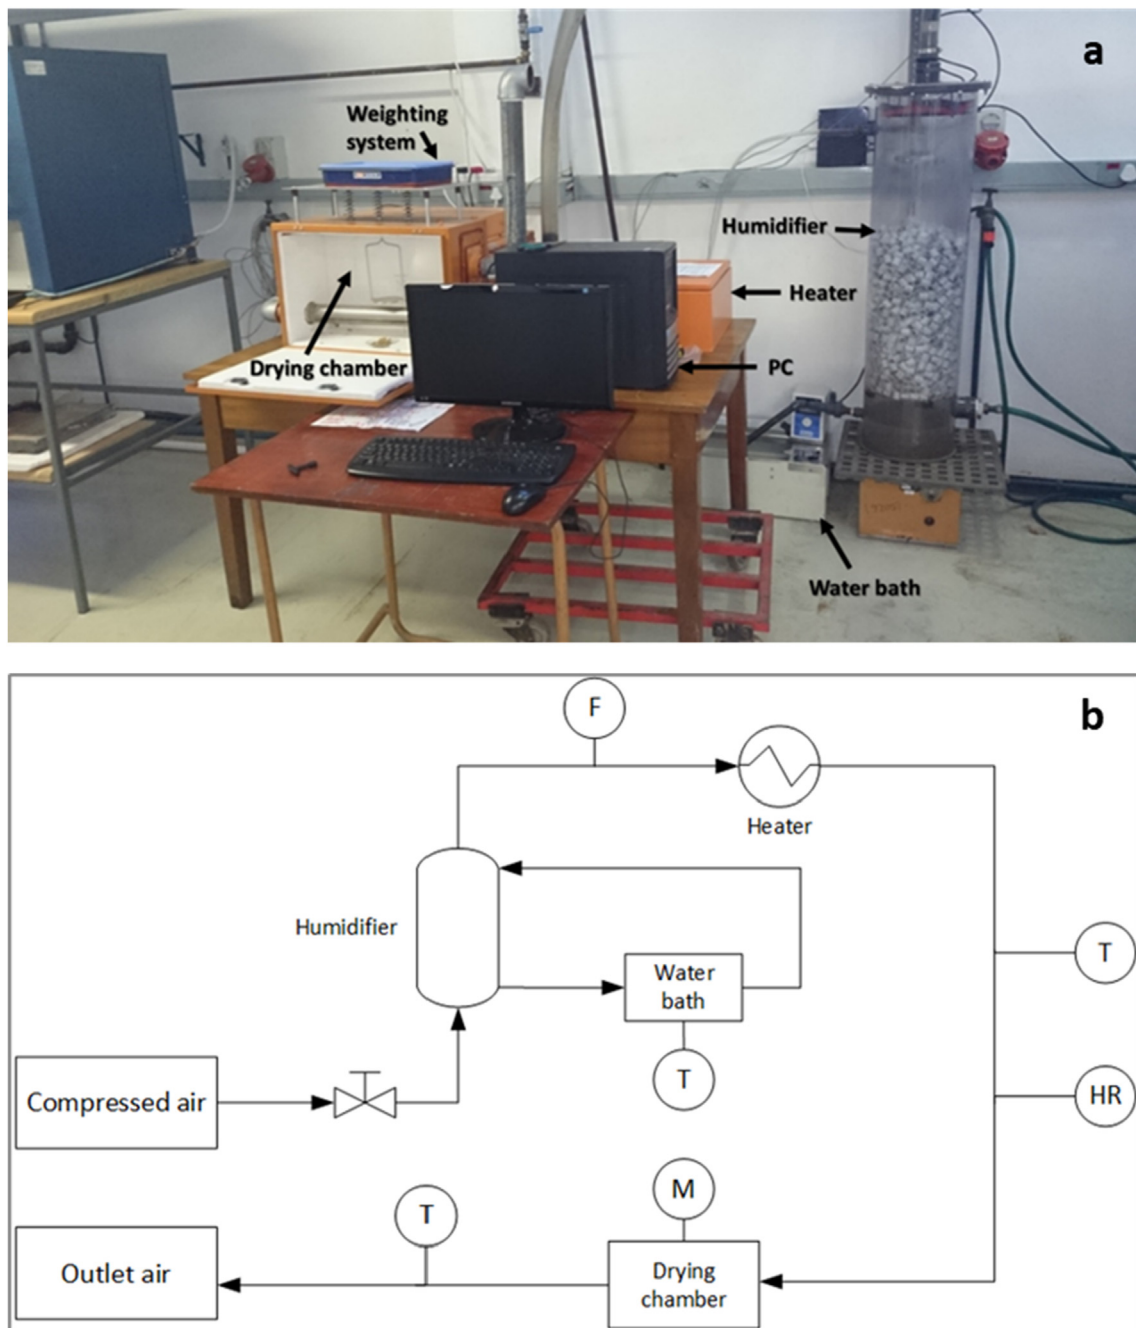 a
Weighting
system
Humidifier
Heater
Drying chamber
PC
Water bath
b
F
Heater
Humidifier
Water
bath
T
T
Compressed air
HR
M
T
Outlet air
Drying
chamber